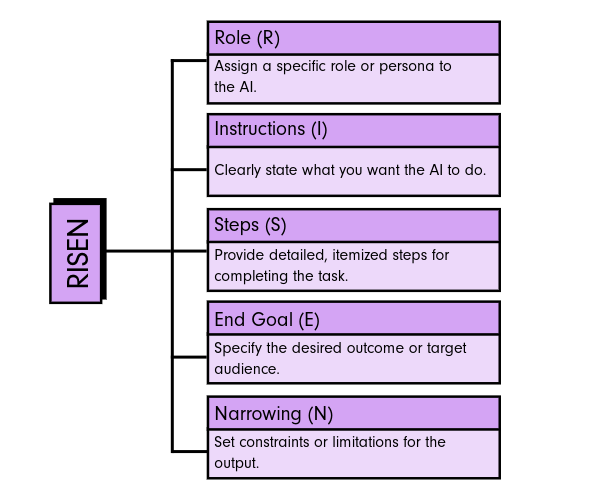 RISEN
Role (R)
Assign a specific role or persona to
the AI.
Instructions (I)
Clearly state what you want the AI to do.
Steps (S)
Provide detailed, itemized steps for
completing the task.
End Goal (E)
Specify the desired outcome or target
audience.
Narrowing (N)
Set constraints or limitations for the
output.